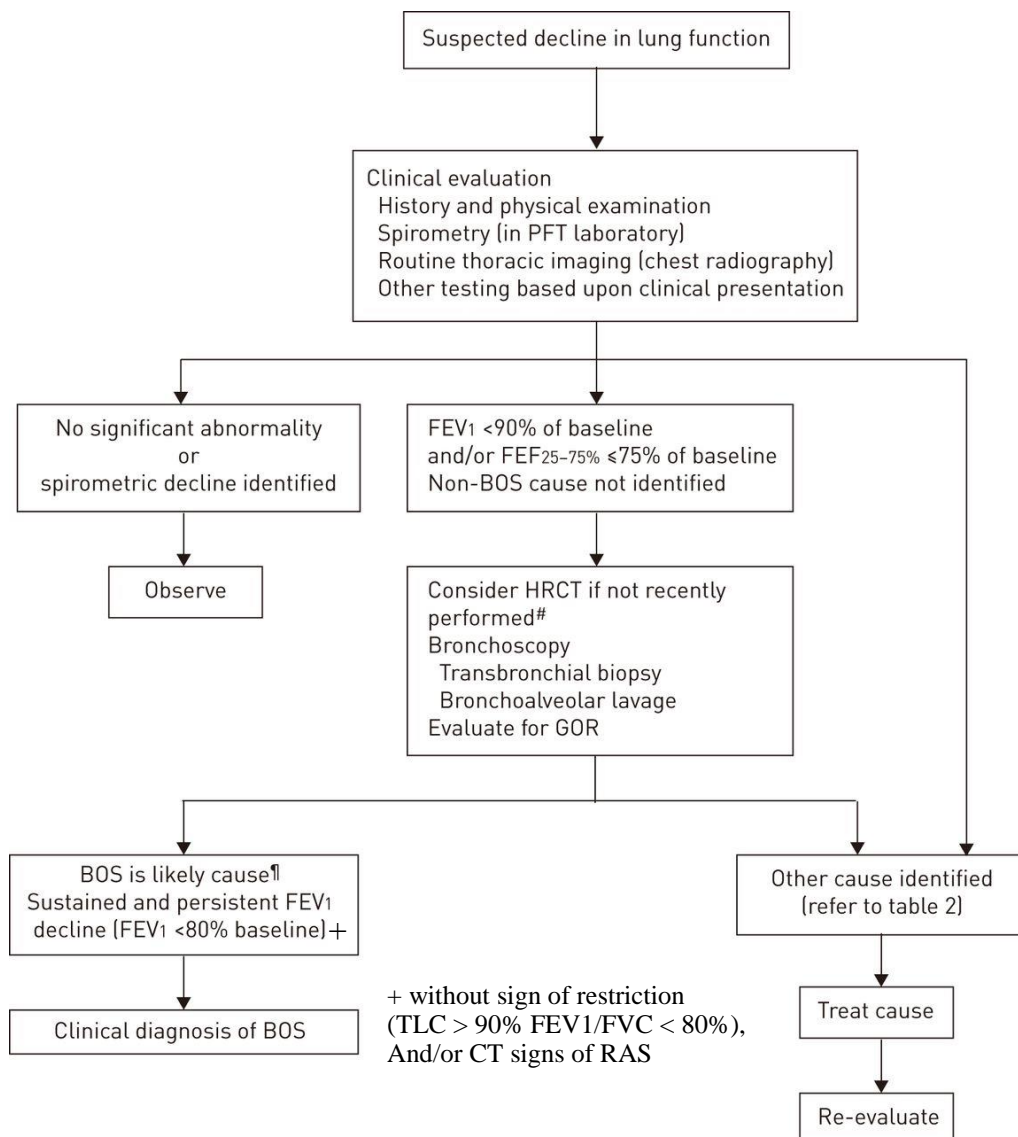 Suspected decline in lung function
Clinical evaluation
History and physical examination
Spirometry (in PFT laboratory)
Routine thoracic imaging (chest radiography)
Other testing based upon clinical presentation
No significant abnormality
or
spirometric decline identified
FEV1 <90% of baseline
and/or FEF25–75% ≤75% of baseline
Non-BOS cause not identified
Observe
Consider HRCT if not recently
performed#
Bronchoscopy
Transbronchial biopsy
Bronchoalveolar lavage
Evaluate for GOR
BOS is likely cause¶
Sustained and persistent FEV1
decline (FEV1 <80% baseline)+
Other cause identified
(refer to table 2)
Clinical diagnosis of BOS
+ without sign of restriction
(TLC > 90% FEV1/FVC < 80%),
And/or CT signs of RAS
Treat cause
Re-evaluate